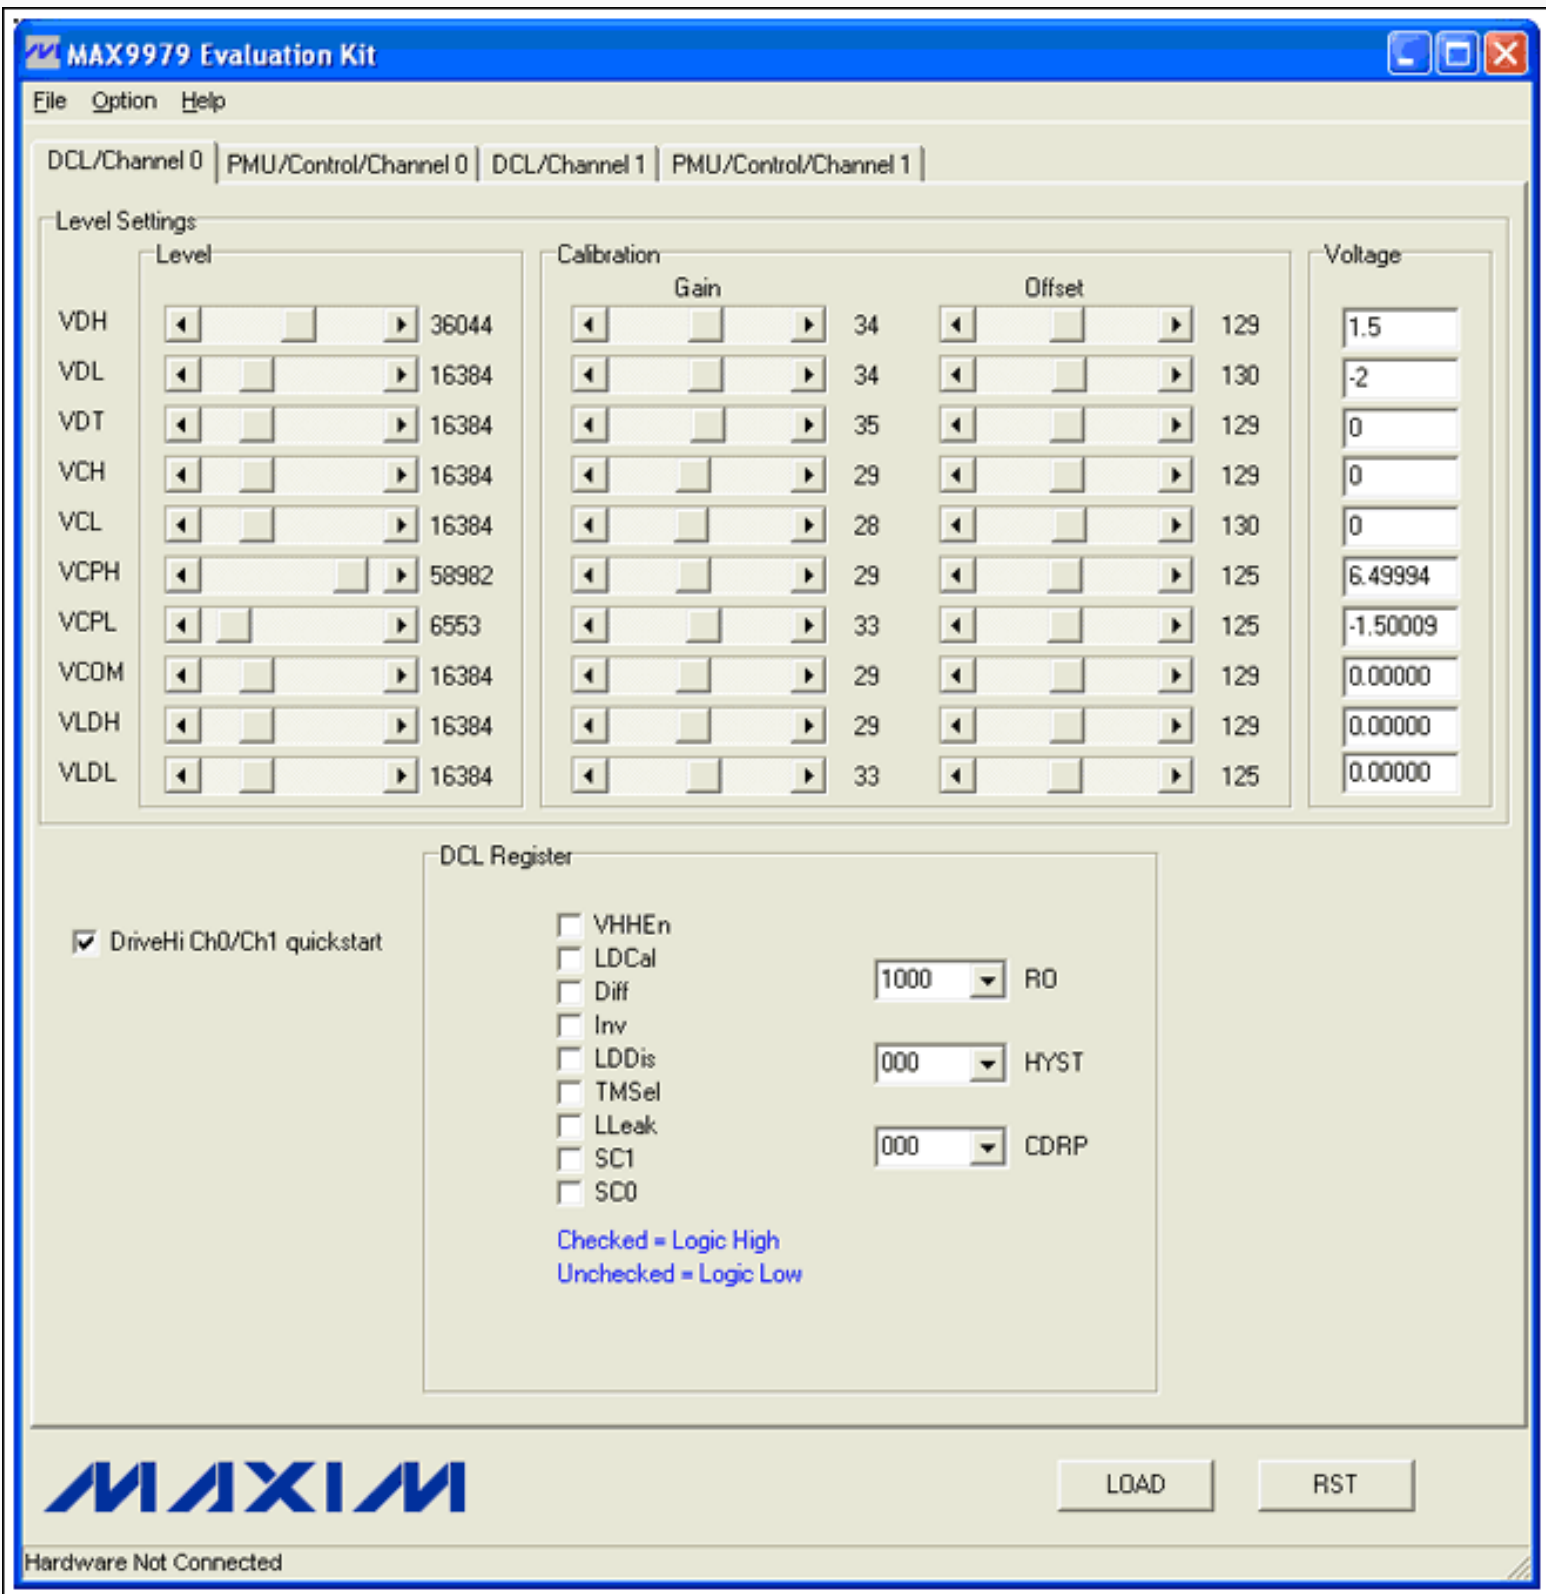 MAX9979 Evaluation Kit
File Option Help
DCL/Channel 0 PMU/Control/Channel 0 DCL/Channel 1 PMU/Control/Channel 1
Level Settings
Level Calibration Voltage
Gain Offset
VDH 36044 34 129 1.5
VDL 16384 34 130 -2
VDT 16384 35 129 0
VCH 16384 29 129 0
VCL 16384 28 130 0
VCPH 58982 29 125 6.49994
VCPL 6553 33 125 -1.50009
VCOM 16384 29 129 0.00000
VLDH 16384 29 129 0.00000
VLDL 16384 33 125 0.00000
DCL Register
DriveHi Ch0/Ch1 quickstart
VHHEn
LDCal
Diff
Inv
LDDis
TMSel
LLeak
SC1
SC0
1000 RO
000 HYST
000 CDRP
Checked = Logic High
Unchecked = Logic Low
MAXIM
LOAD RST
Hardware Not Connected